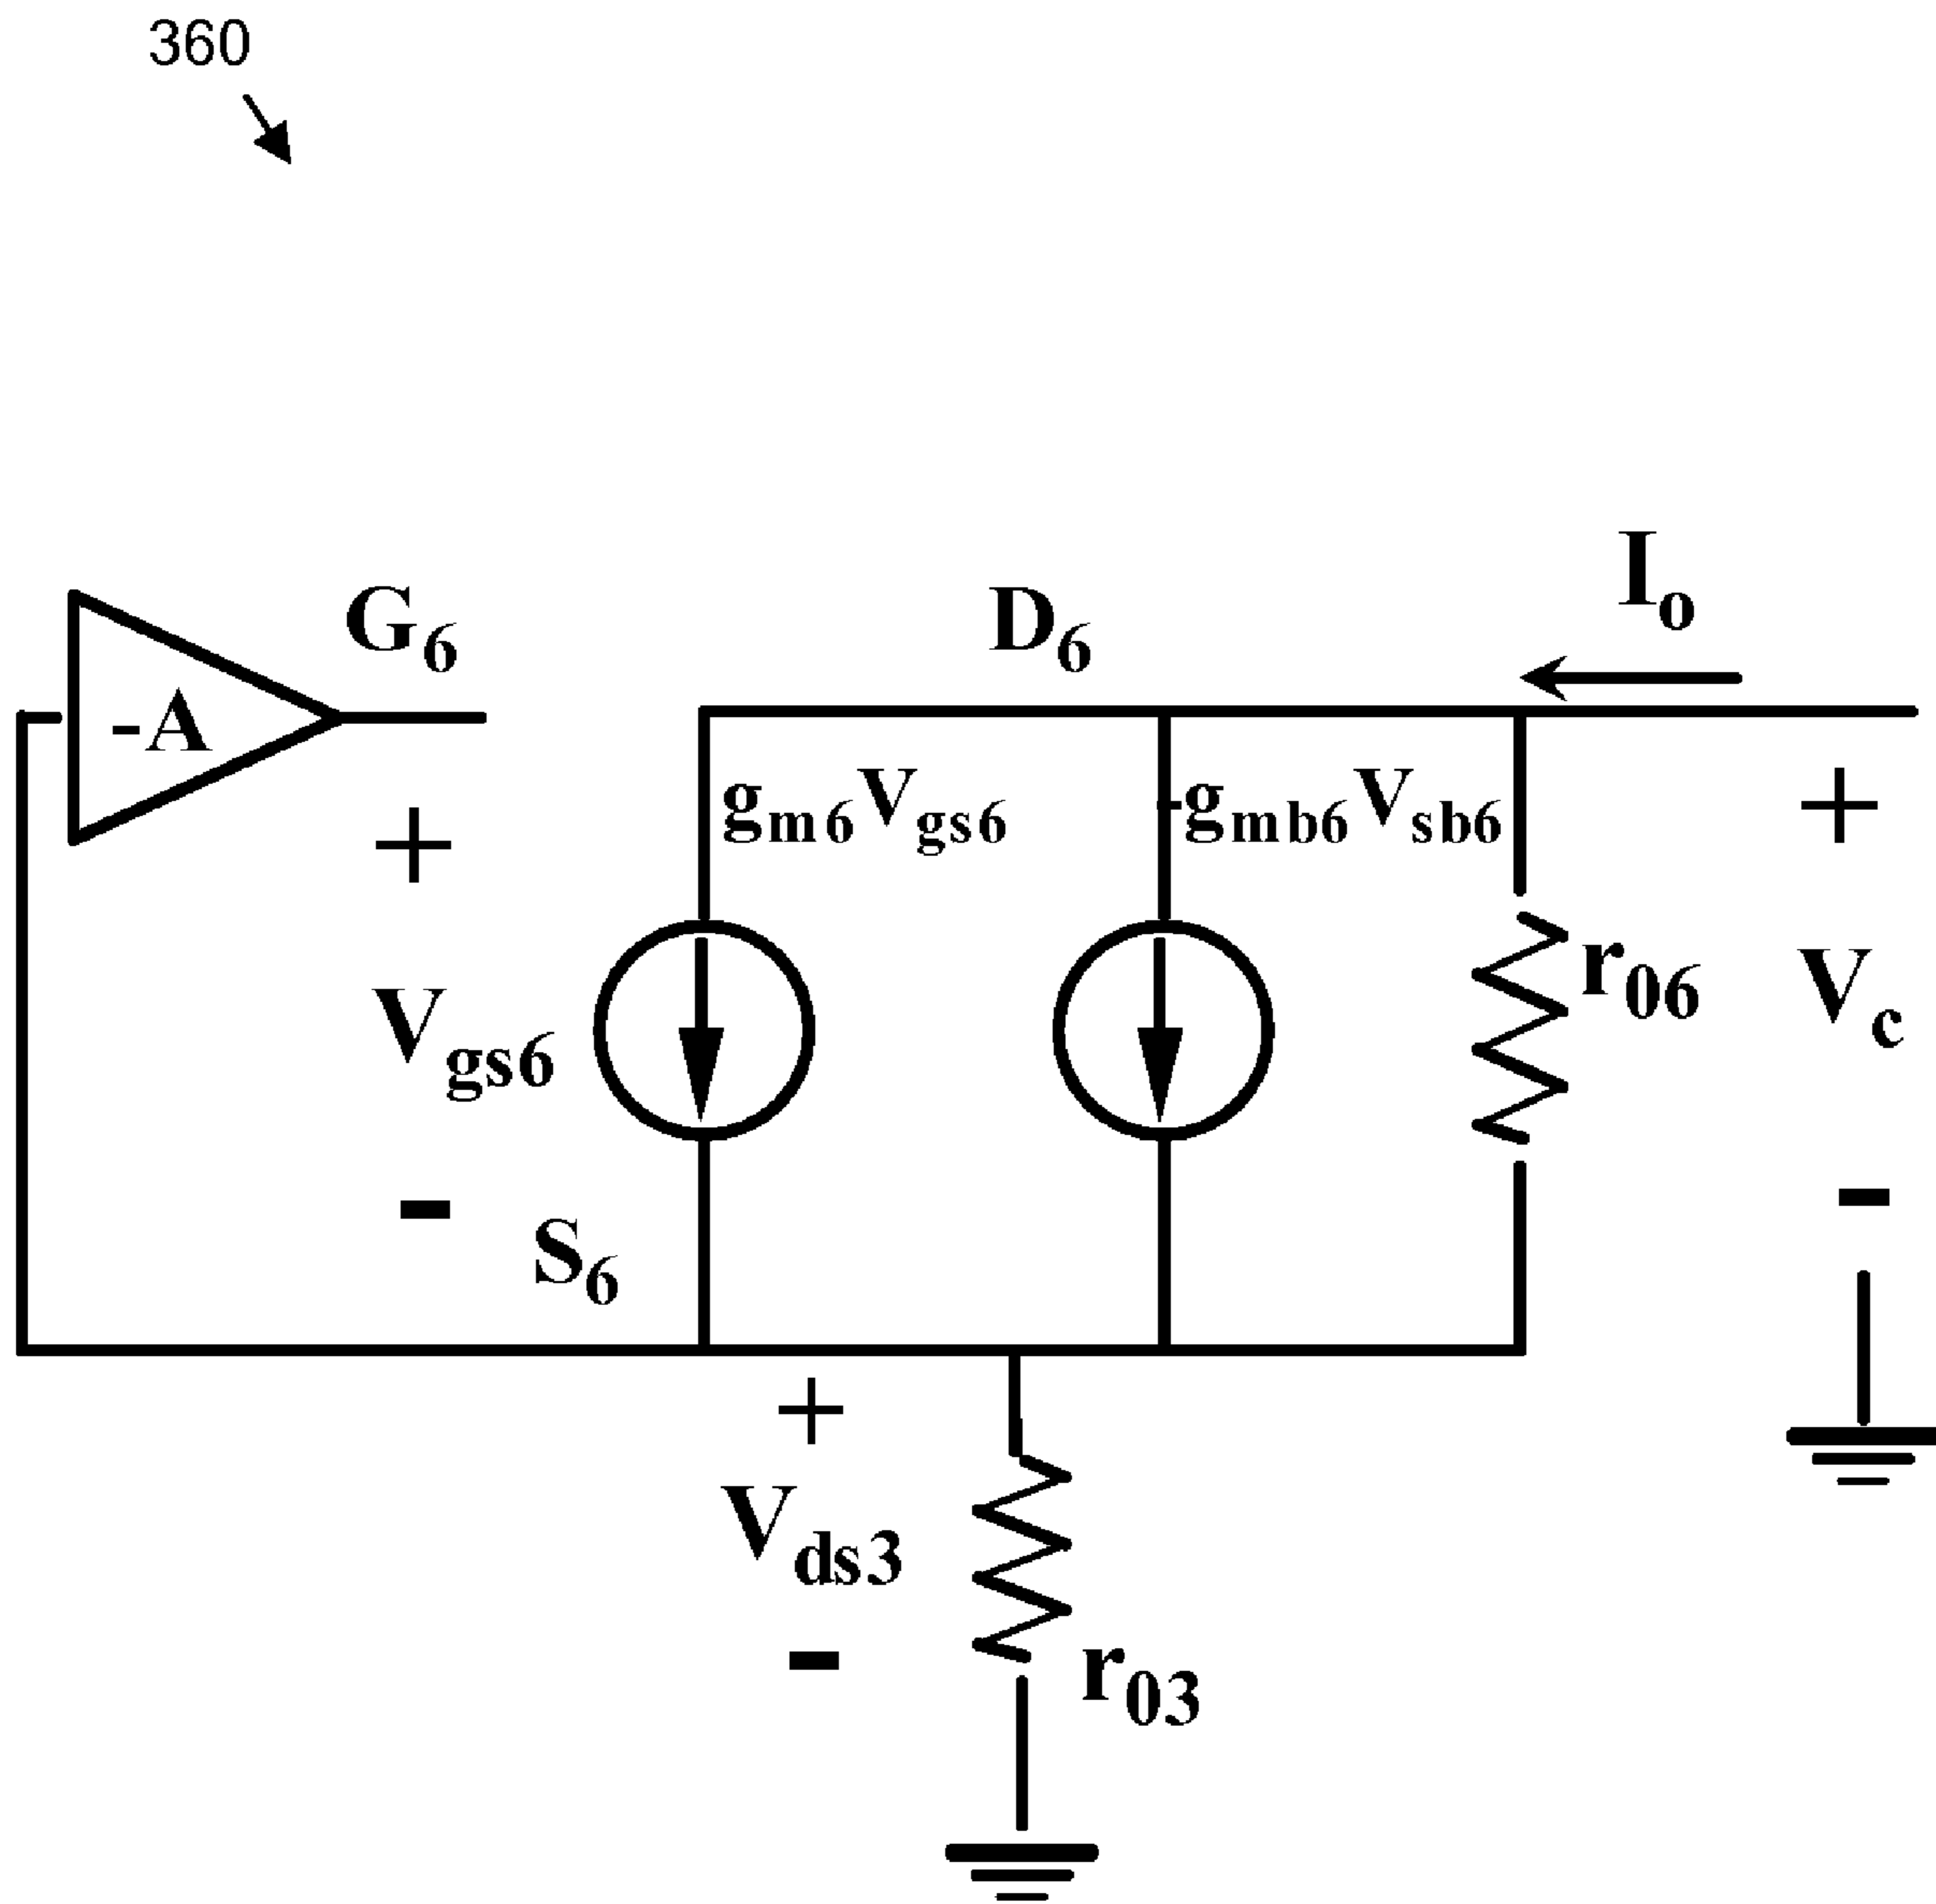 360
G6
D6
Io
-A
+
gm6Vgs6
-gmb6Vsb6
+
Vgs6
r06
Vc
-
S6
-
+
Vds3
-
r03